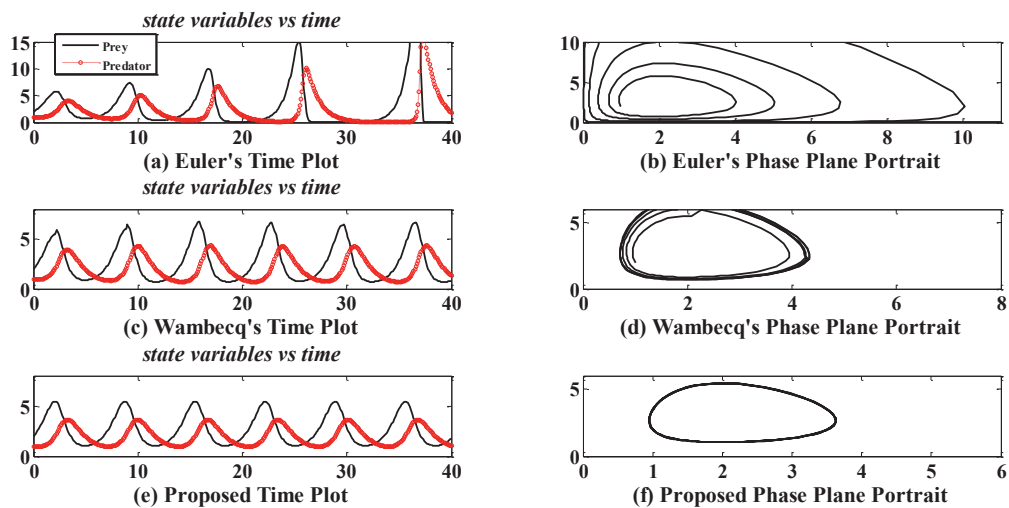 state variables vs time
15
10
5
0
Prey
Predator
0 10 20 30 40
(a) Euler's Time Plot
10
5
0
0 2 4 6 8 10
(b) Euler's Phase Plane Portrait
state variables vs time
5
0
0 10 20 30 40
(c) Wambecq's Time Plot
5
0
0 2 4 6 8
(d) Wambecq's Phase Plane Portrait
state variables vs time
5
0
0 10 20 30 40
(e) Proposed Time Plot
5
0
0 1 2 3 4 5 6
(f) Proposed Phase Plane Portrait